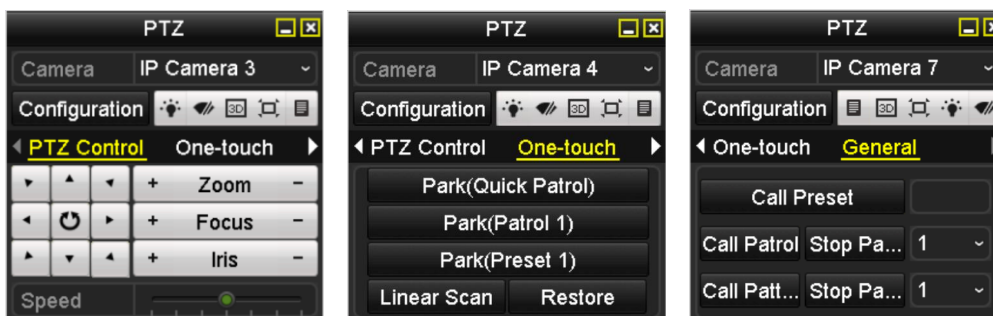 PTZ
Camera IP Camera 3
Configuration 3D
PTZ Control One-touch
+ Zoom -
+ Focus -
+ Iris -
Speed
PTZ
Camera IP Camera 4
Configuration 3D
PTZ Control One-touch
Park(Quick Patrol)
Park(Patrol 1)
Park(Preset 1)
Linear Scan Restore
PTZ
Camera IP Camera 7
Configuration 3D
One-touch General
Call Preset
Call Patrol Stop Pa... 1
Call Patt... Stop Pa... 1